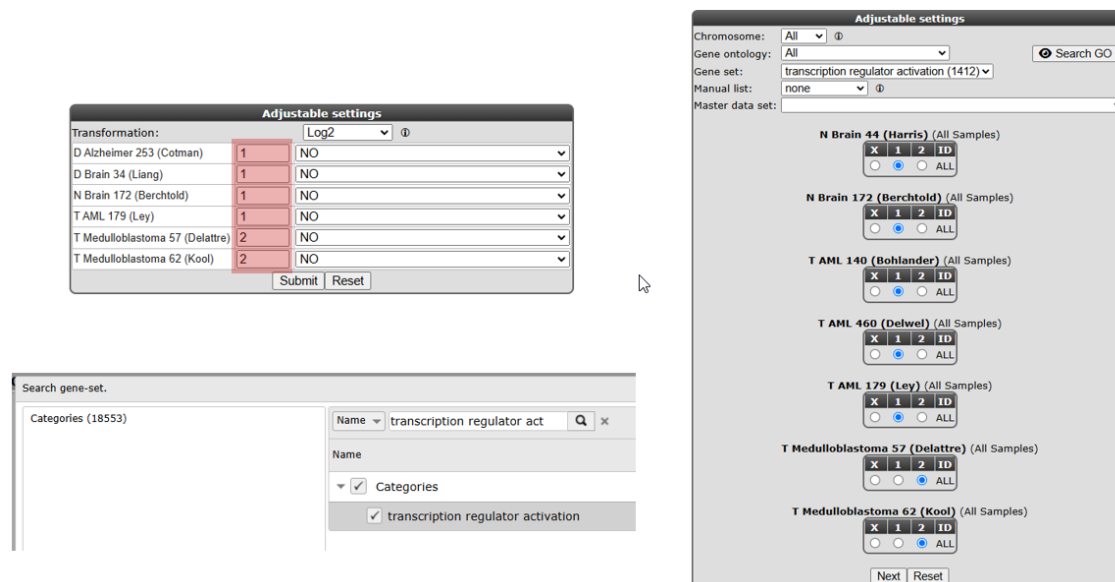 Adjustable settings
Transformation: Log2
D Alzheimer 253 (Cotman) 1 NO
D Brain 34 (Liang) 1 NO
N Brain 172 (Berchtold) 1 NO
T AML 179 (Ley) 1 NO
T Medulloblastoma 57 (Delattre) 2 NO
T Medulloblastoma 62 (Kool) 2 NO
Submit Reset
Search gene-set.
Categories (18553)
Name transcription regulator act
Name
Categories
transcription regulator activation
Adjustable settings
Chromosome: All
Gene ontology: All Search GO
Gene set: transcription regulator activation (1412)
Manual list: none
Master data set:
N Brain 44 (Harris) (All Samples)
X 1 2 ID
ALL
N Brain 172 (Berchtold) (All Samples)
X 1 2 ID
ALL
T AML 140 (Bohlander) (All Samples)
X 1 2 ID
ALL
T AML 460 (Delwel) (All Samples)
X 1 2 ID
ALL
T AML 179 (Ley) (All Samples)
X 1 2 ID
ALL
T Medulloblastoma 57 (Delattre) (All Samples)
X 1 2 ID
ALL
T Medulloblastoma 62 (Kool) (All Samples)
X 1 2 ID
ALL
Next Reset